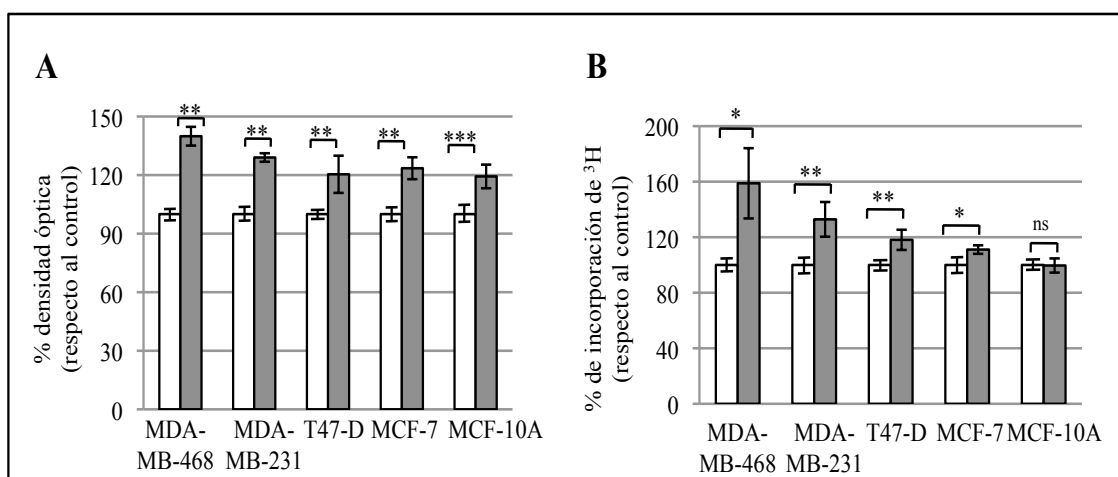 A
B
% densidad óptica
(respecto al control)
150
120
90
60
30
0
**
**
**
**
***
MDA-
MB-468
MDA-
MB-231
T47-D
MCF-7
MCF-10A
% de incorporación de ³H
(respecto al control)
200
160
120
80
40
0
*
**
**
*
ns
MDA-
MB-468
MDA-
MB-231
T47-D
MCF-7
MCF-10A